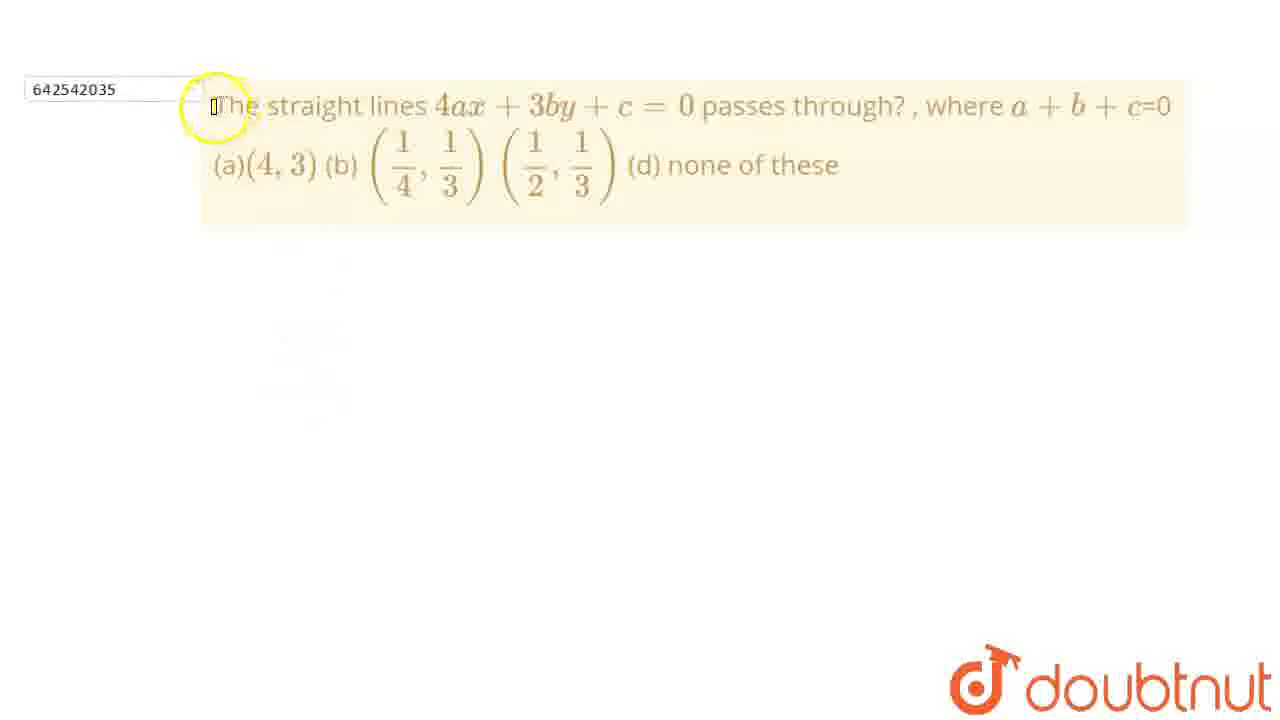 642542035
The straight lines 4ax + 3by + c = 0 passes through? , where a + b + c=0
(a)(4, 3) (b) (1/4, 1/3) (1/2, 1/3) (d) none of these
doubtnut